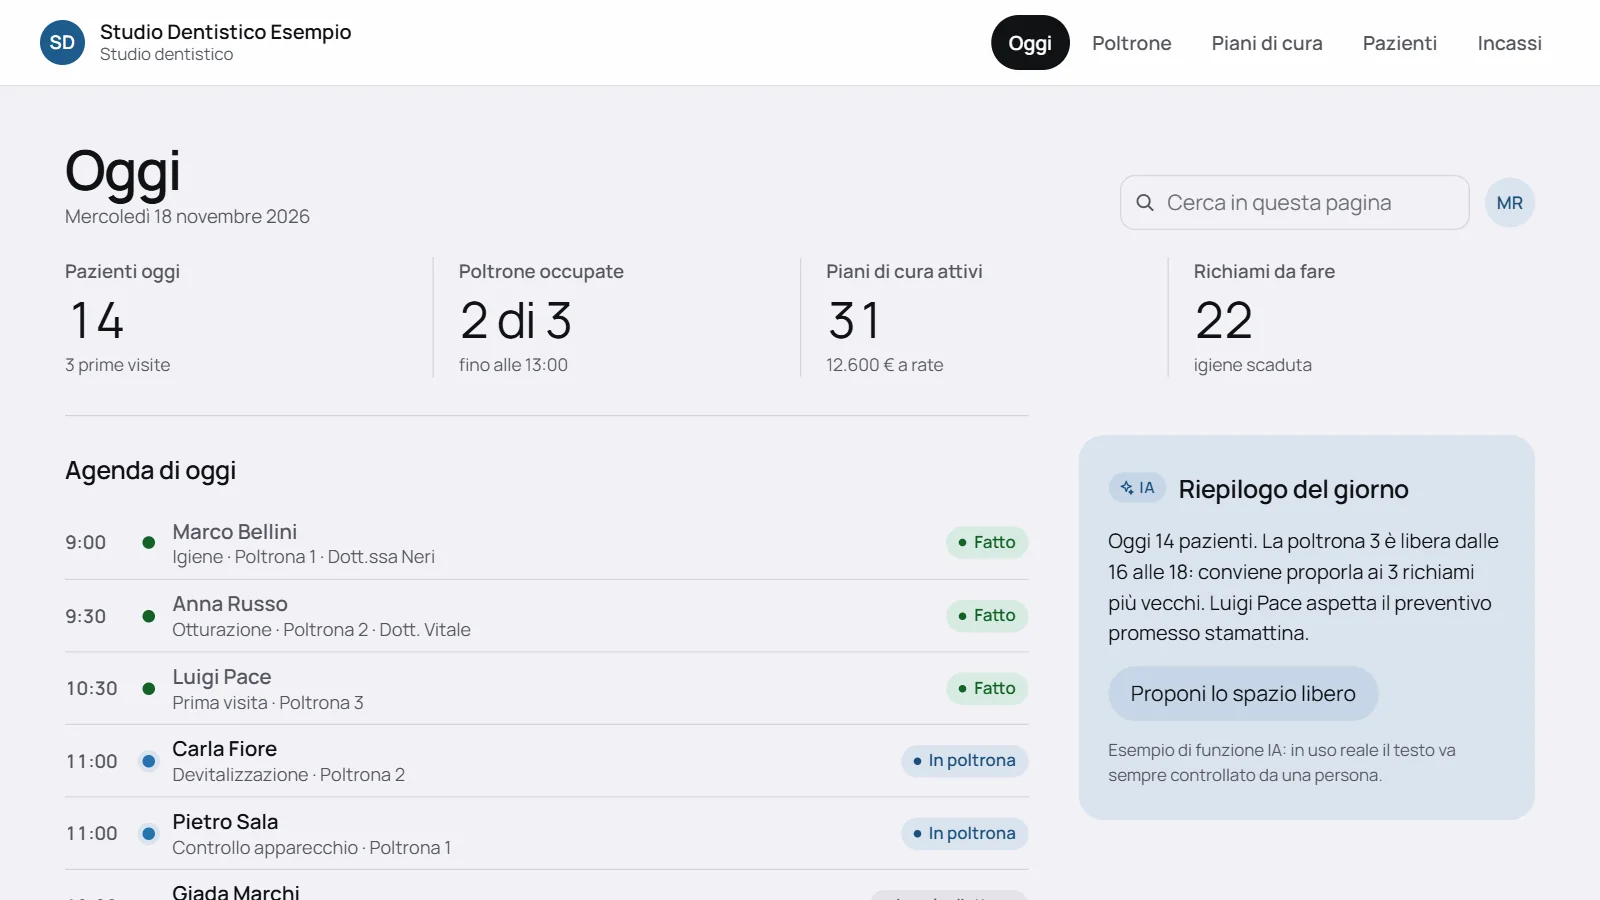 SD
Studio Dentistico Esempio
Studio dentistico
Oggi
Poltrone
Piani di cura
Pazienti
Incassi
Oggi
Mercoledì 18 novembre 2026
Cerca in questa pagina
MR
Pazienti oggi
14
3 prime visite
Poltrone occupate
2 di 3
fino alle 13:00
Piani di cura attivi
31
12.600 € a rate
Richiami da fare
22
igiene scaduta
Agenda di oggi
9:00
Marco Bellini
Igiene · Poltrona 1 · Dott.ssa Neri
Fatto
9:30
Anna Russo
Otturazione · Poltrona 2 · Dott. Vitale
Fatto
10:30
Luigi Pace
Prima visita · Poltrona 3
Fatto
11:00
Carla Fiore
Devitalizzazione · Poltrona 2
In poltrona
11:00
Pietro Sala
Controllo apparecchio · Poltrona 1
In poltrona
Giada Marchi
IA
Riepilogo del giorno
Oggi 14 pazienti. La poltrona 3 è libera dalle
16 alle 18: conviene proporla ai 3 richiami
più vecchi. Luigi Pace aspetta il preventivo
promesso stamattina.
Proponi lo spazio libero
Esempio di funzione IA: in uso reale il testo va
sempre controllato da una persona.